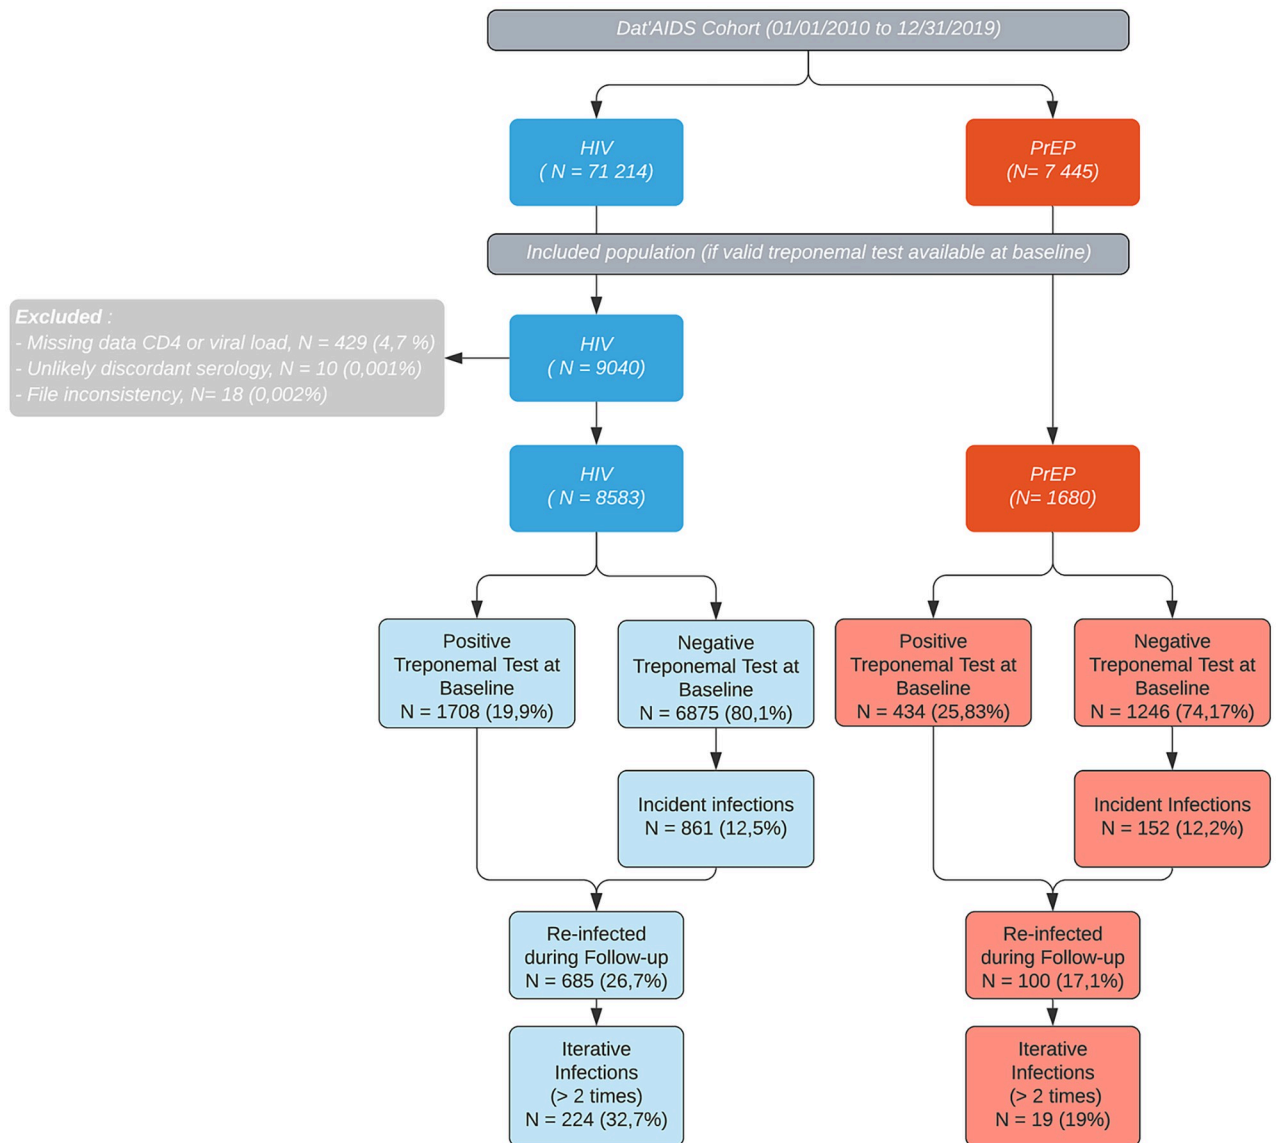 Dat'AIDS Cohort (01/01/2010 to 12/31/2019)
HIV
( N = 71 214)
PrEP
(N= 7 445)
Included population (if valid treponemal test available at baseline)
Excluded :
- Missing data CD4 or viral load, N = 429 (4,7 %)
- Unlikely discordant serology, N = 10 (0,001%)
- File inconsistency, N= 18 (0,002%)
HIV
( N = 9040)
HIV
( N = 8583)
PrEP
(N= 1680)
Positive
Treponemal Test at
Baseline
N = 1708 (19,9%)
Negative
Treponemal Test at
Baseline
N = 6875 (80,1%)
Positive
Treponemal Test at
Baseline
N = 434 (25,83%)
Negative
Treponemal Test at
Baseline
N = 1246 (74,17%)
Incident infections
N = 861 (12,5%)
Incident Infections
N = 152 (12,2%)
Re-infected
during Follow-up
N = 685 (26,7%)
Re-infected
during Follow-up
N = 100 (17,1%)
Iterative
Infections
(> 2 times)
N = 224 (32,7%)
Iterative
Infections
(> 2 times)
N = 19 (19%)